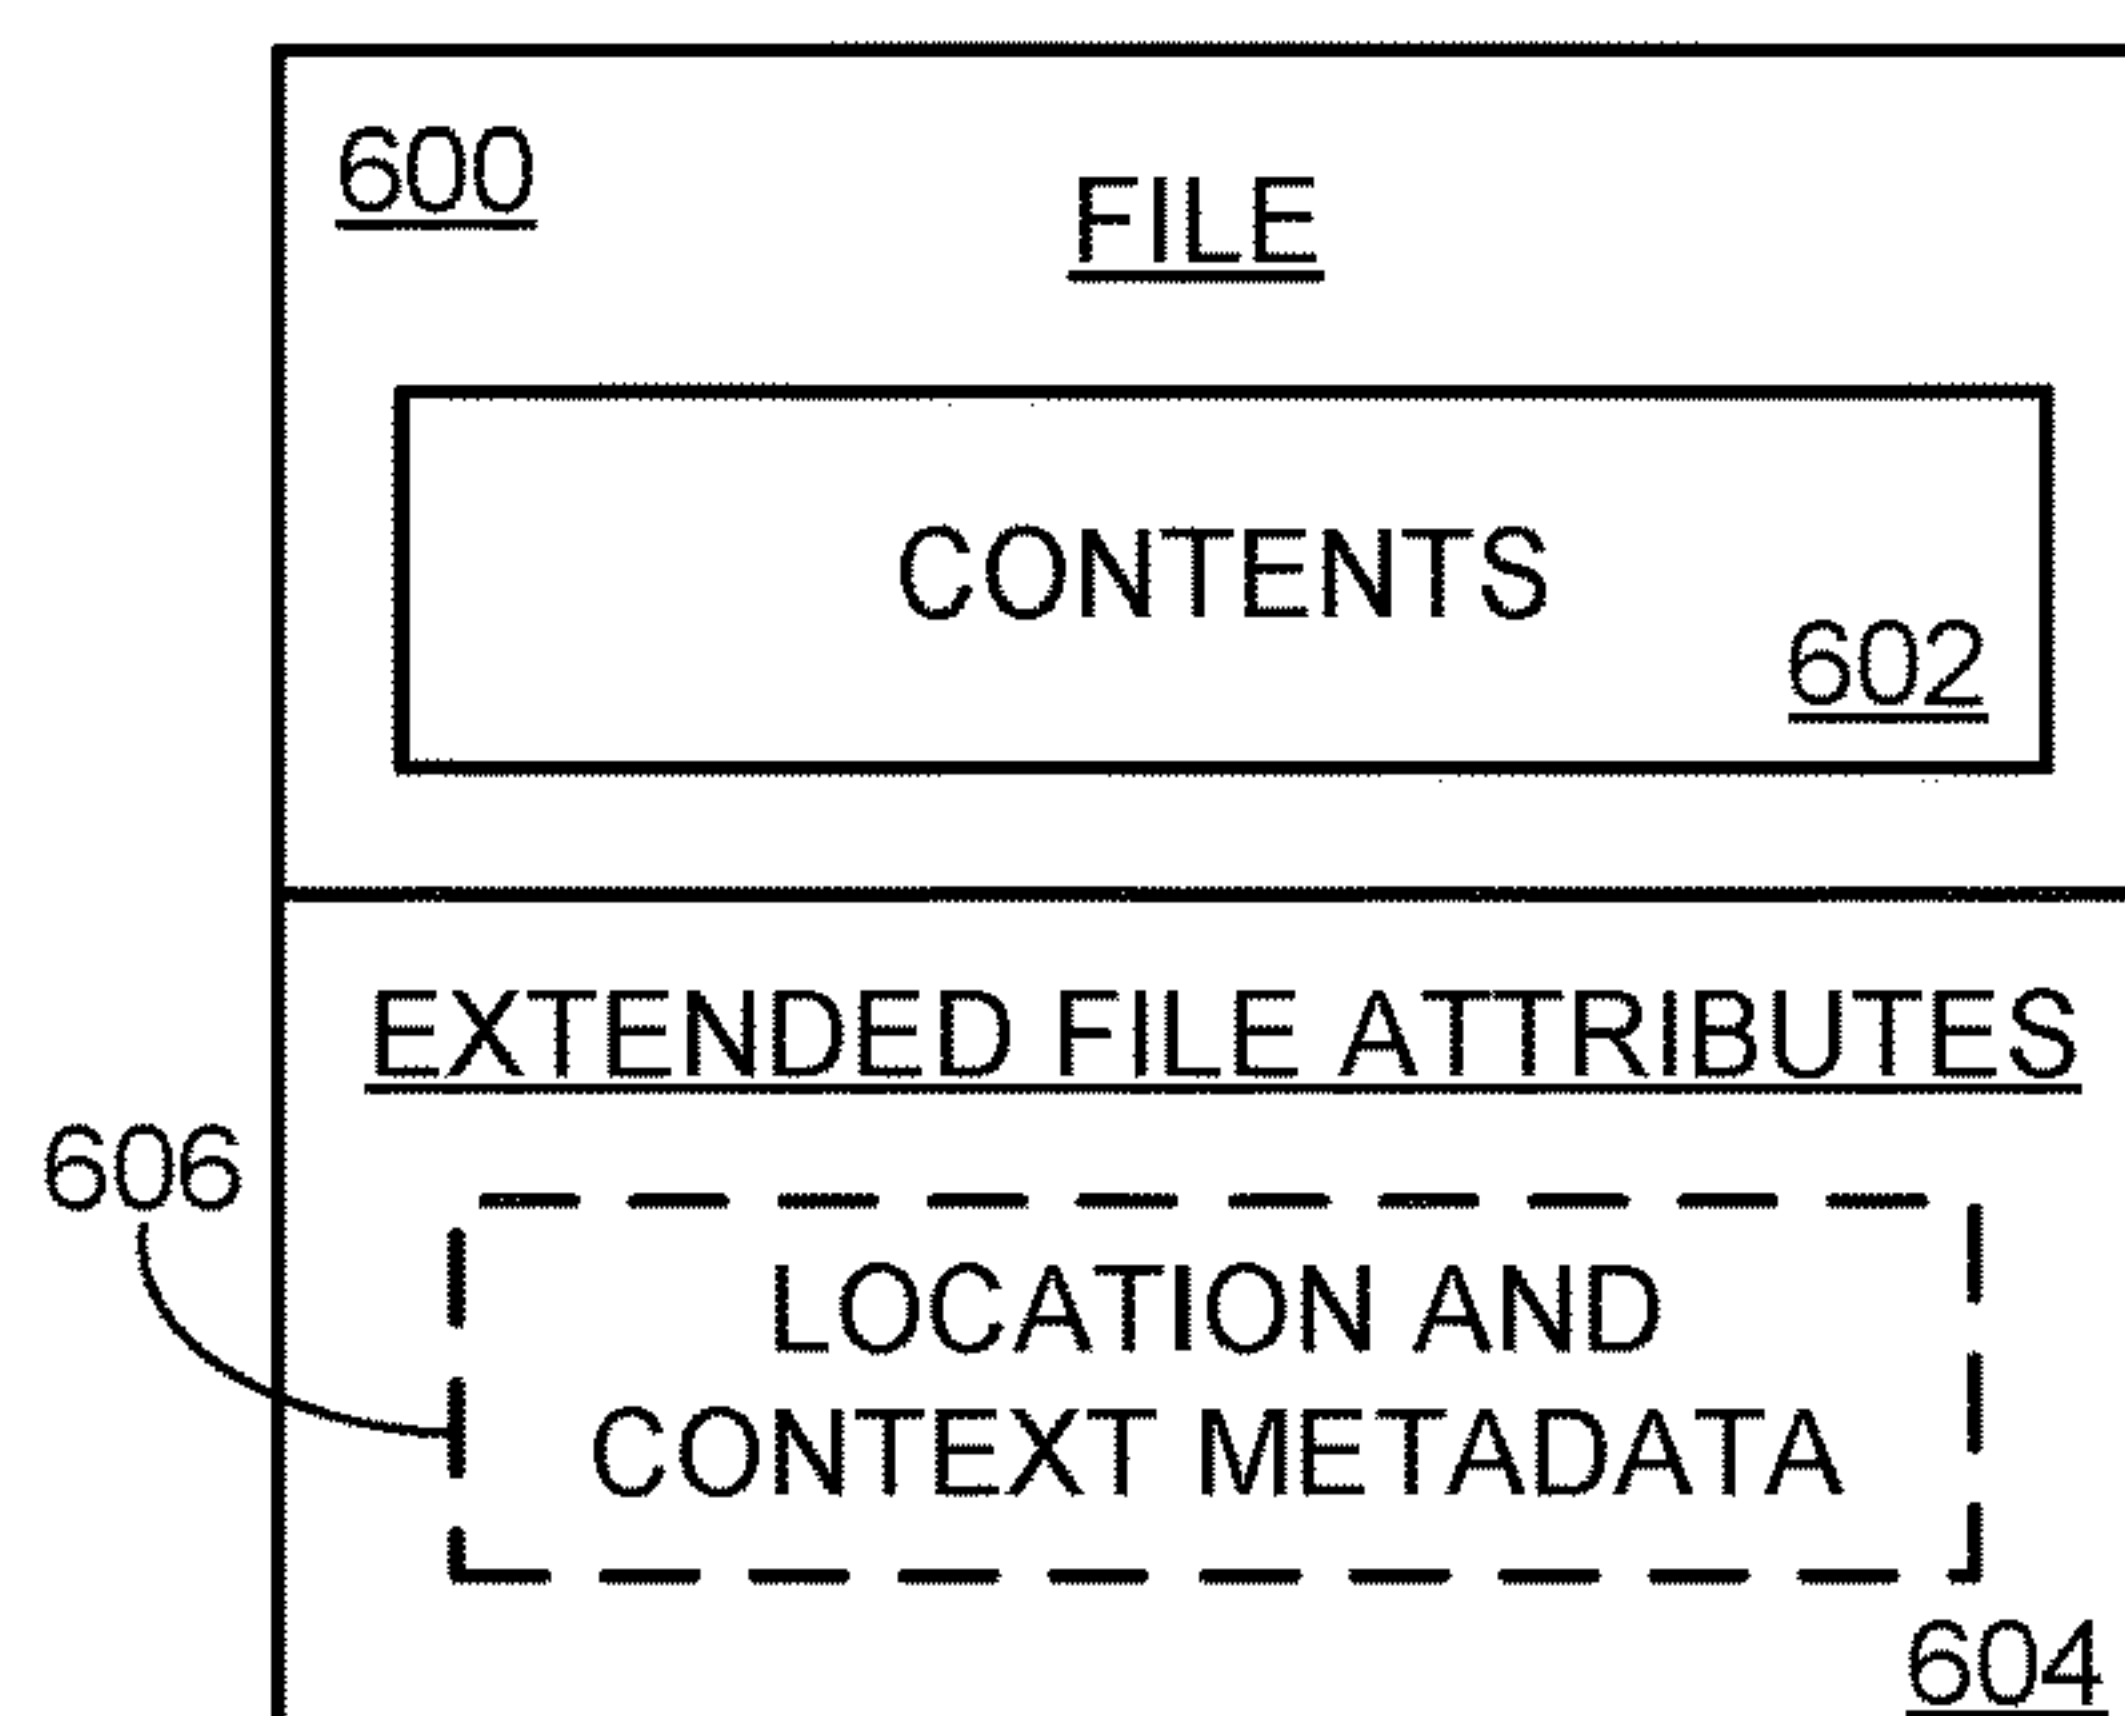 600
FILE
CONTENTS
602
EXTENDED FILE ATTRIBUTES
606
LOCATION AND
CONTEXT METADATA
604